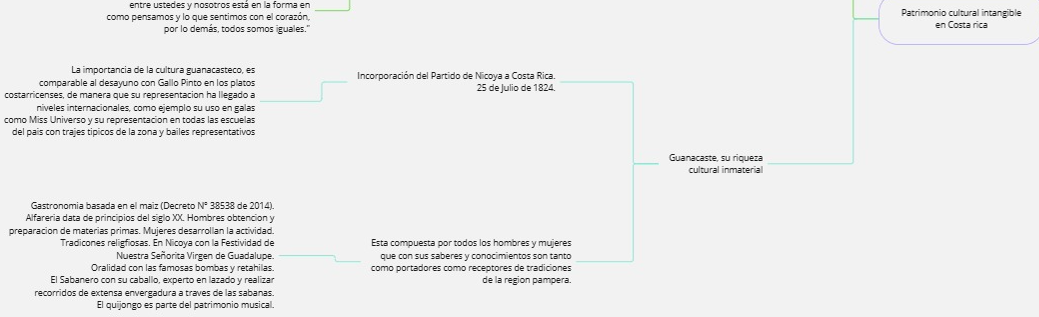 entre ustedes y nosotros está en la forma en
como pensamos y lo que sentimos con el corazón,
por lo demás, todos somos iguales."
Patrimonio cultural intangible
en Costa rica
La importancia de la cultura guanacasteco, es
comparable al desayuno con Gallo Pinto en los platos
costarricenses, de manera que su representacion ha llegado a
niveles internacionales, como ejemplo su uso en galas
como Miss Universo y su representacion en todas las escuelas
del pais con trajes tipicos de la zona y bailes representativos
Incorporación del Partido de Nicoya a Costa Rica.
25 de Julio de 1824.
Guanacaste, su riqueza
cultural inmaterial
Gastronomia basada en el maiz (Decreto N° 38538 de 2014).
Alfareria data de principios del siglo XX. Hombres obtencion y
preparacion de materias primas. Mujeres desarrollan la actividad.
Tradicones religfiosas. En Nicoya con la Festividad de
Nuestra Señorita Virgen de Guadalupe.
Oralidad con las famosas bombas y retahilas.
El Sabanero con su caballo, experto en lazado y realizar
recorridos de extensa envergadura a traves de las sabanas.
El quijongo es parte del patrimonio musical.
Esta compuesta por todos los hombres y mujeres
que con sus saberes y conocimientos son tanto
como portadores como receptores de tradiciones
de la region pampera.